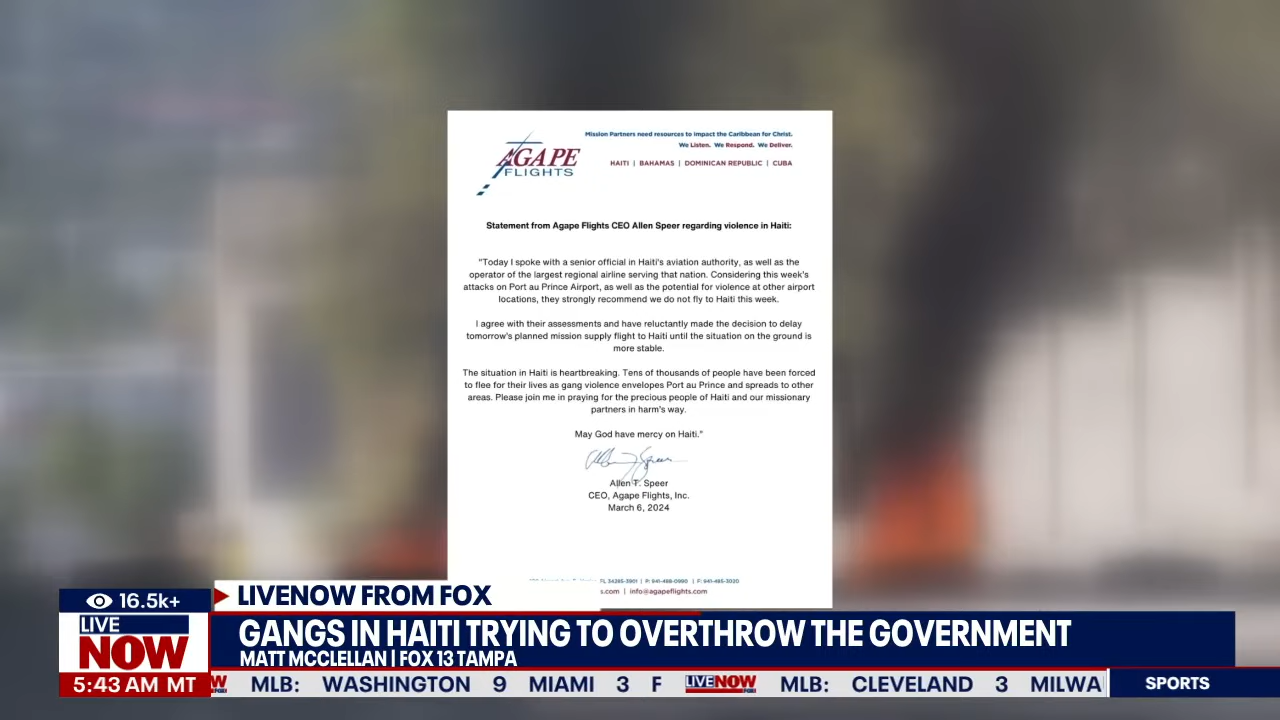 Mission Partners need resources to impact the Caribbean for Christ.
We Listen. We Respond. We Deliver.
AGAPE
FLIGHTS
HAITI | BAHAMAS | DOMINICAN REPUBLIC | CUBA
Statement from Agape Flights CEO Allen Speer regarding violence in Haiti:
"Today I spoke with a senior official in Haiti's aviation authority, as well as the
operator of the largest regional airline serving that nation. Considering this week's
attacks on Port au Prince Airport, as well as the potential for violence at other airport
locations, they strongly recommend we do not fly to Haiti this week.
I agree with their assessments and have reluctantly made the decision to delay
tomorrow's planned mission supply flight to Haiti until the situation on the ground is
more stable.
The situation in Haiti is heartbreaking. Tens of thousands of people have been forced
to flee for their lives as gang violence envelopes Port au Prince and spreads to other
areas. Please join me in praying for the precious people of Haiti and our missionary
partners in harm's way.
May God have mercy on Haiti."
Allen T. Speer
CEO, Agape Flights, Inc.
March 6, 2024
FL 34285-3901 | P: 941-488-0990 | F: 941-485-3020
s.com | info@agapeflights.com
16.5k+
LIVENOW FROM FOX
LIVE
NOW
GANGS IN HAITI TRYING TO OVERTHROW THE GOVERNMENT
MATT MCCLELLAN | FOX 13 TAMPA
5:43 AM MT
W MLB: WASHINGTON 9 MIAMI 3 F LIVENOW MLB: CLEVELAND 3 MILWA SPORTS